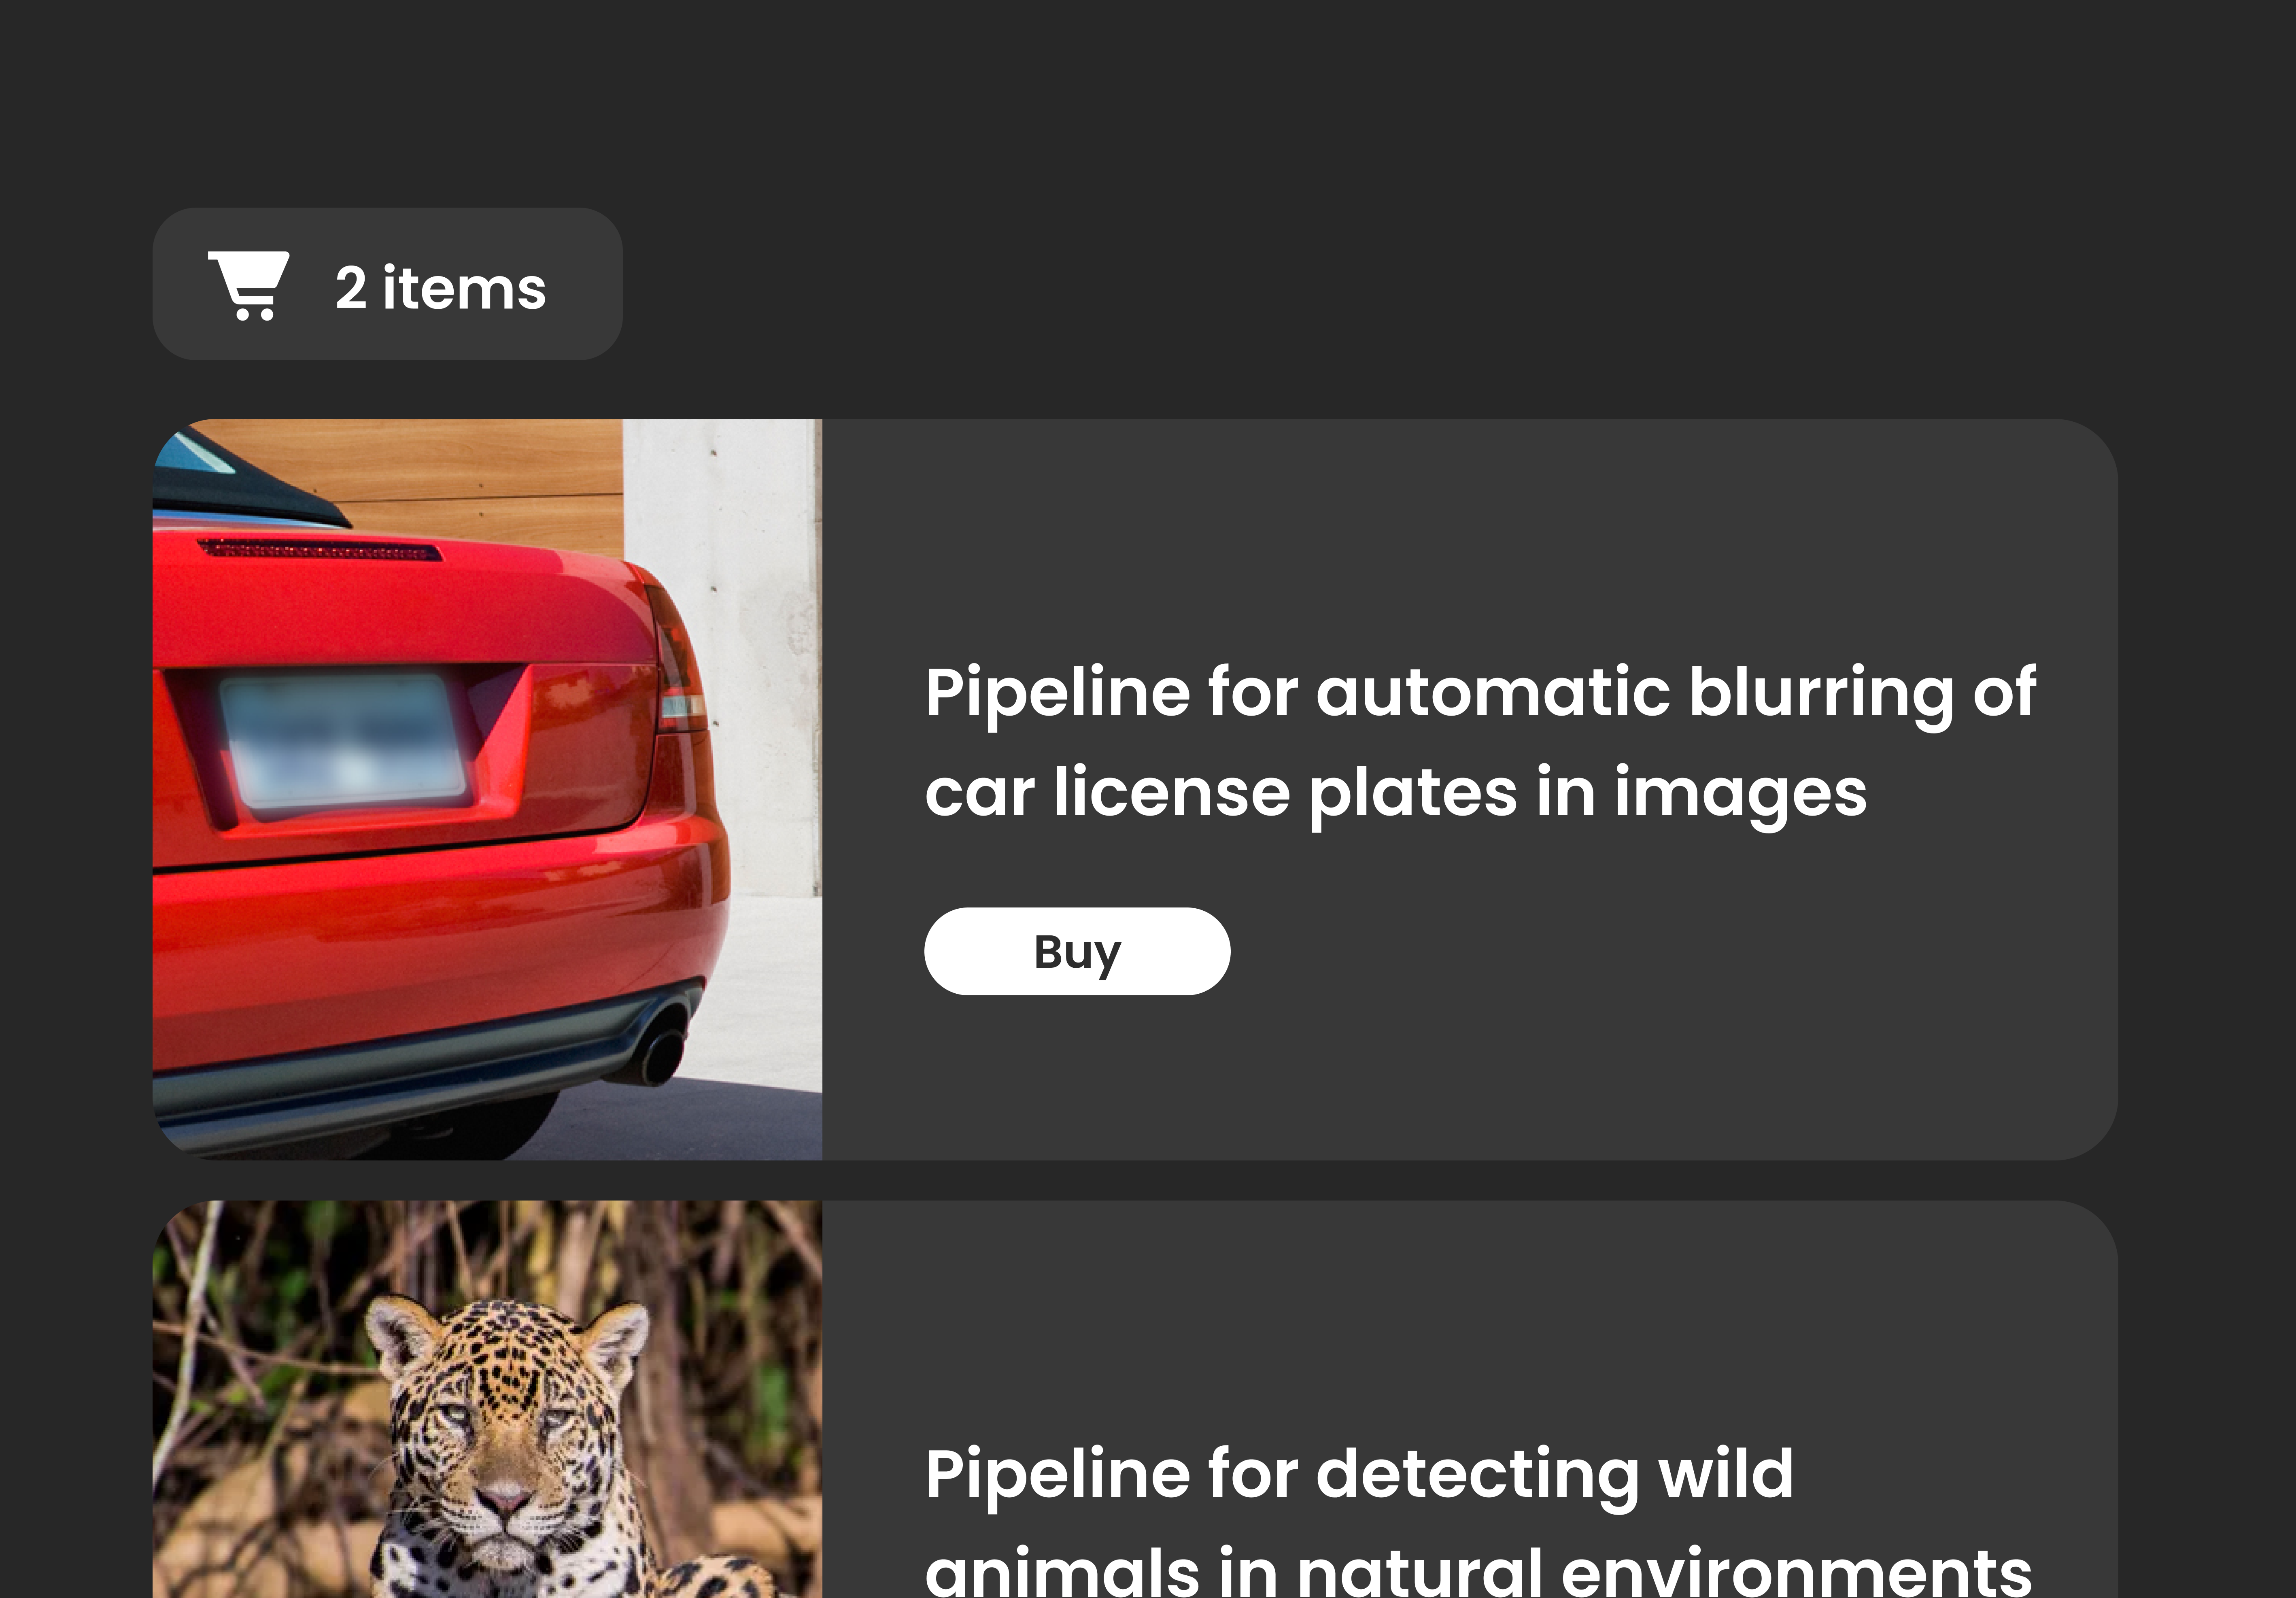 2 items
Pipeline for automatic blurring of
car license plates in images
Buy
Pipeline for detecting wild
animals in natural environments